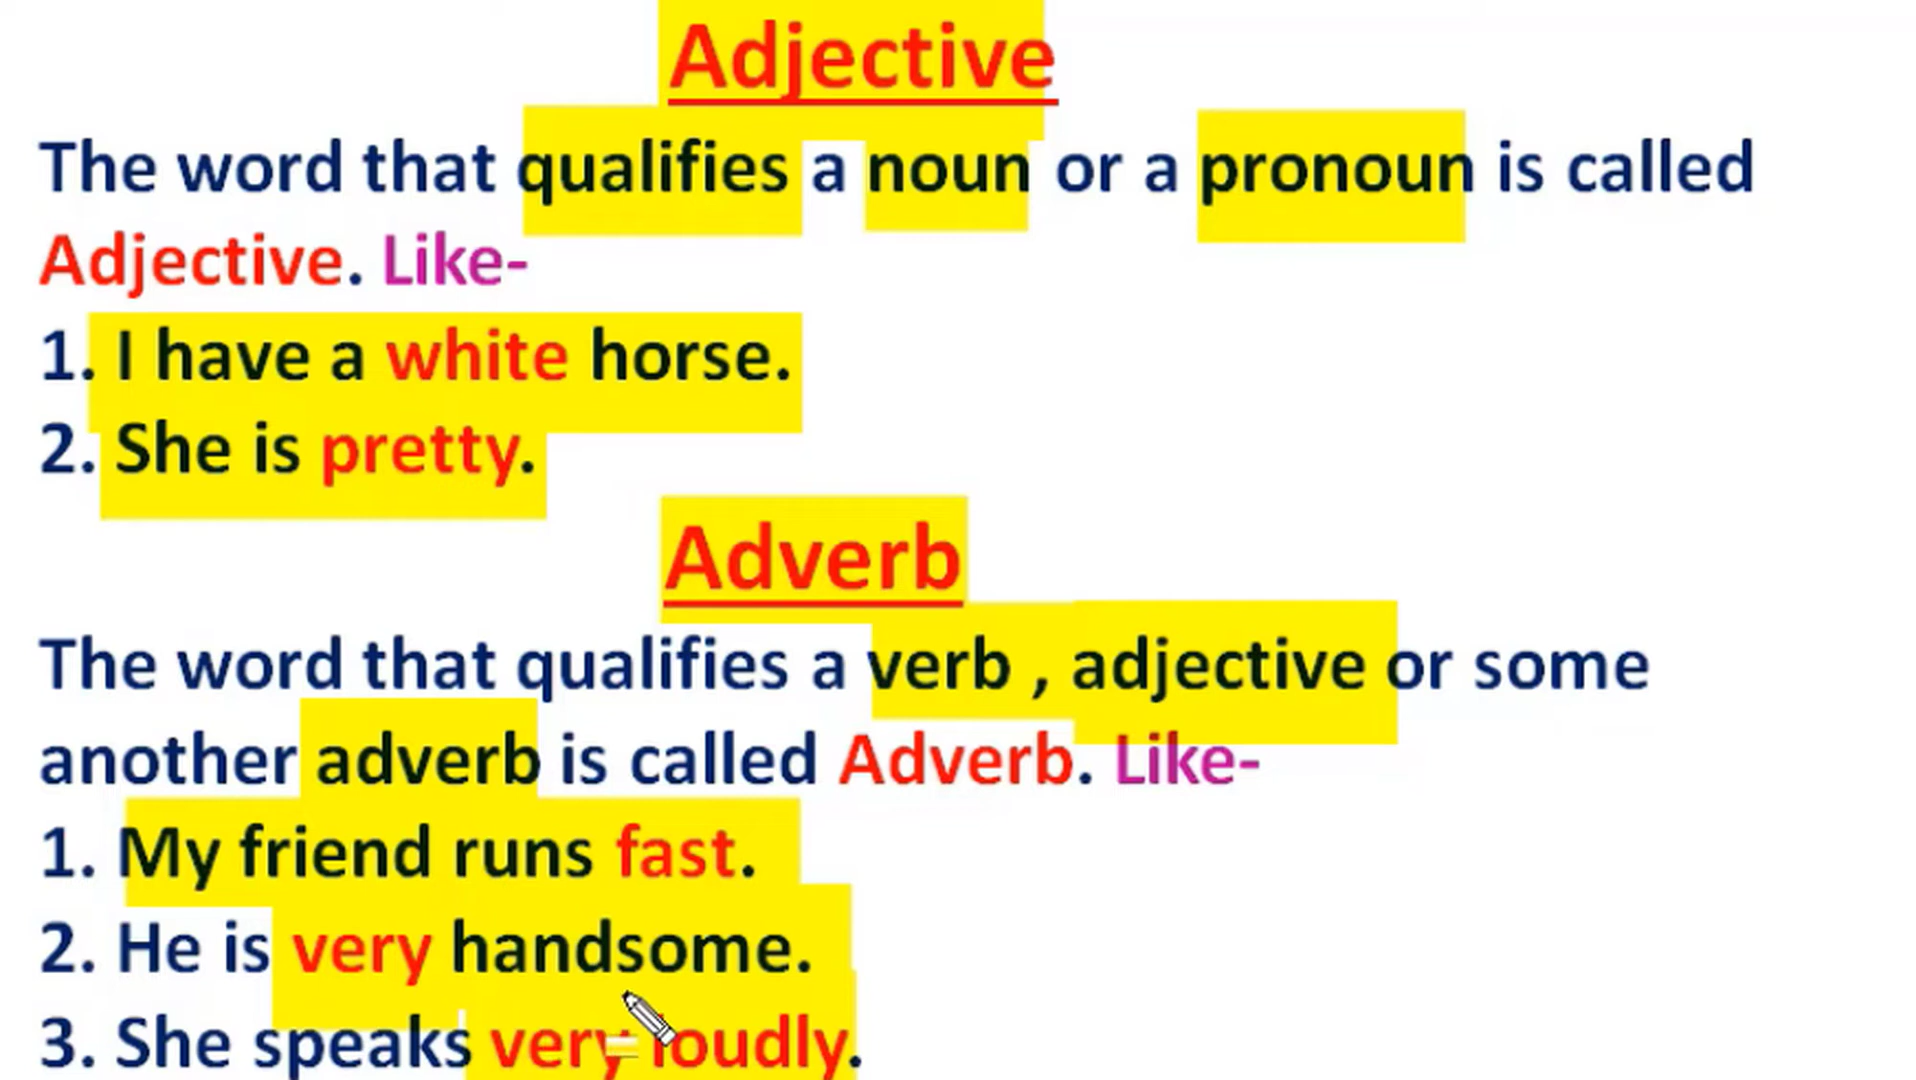 Adjective
The word that qualifies a noun or a pronoun is called
Adjective. Like-
1. I have a white horse.
2. She is pretty.
Adverb
The word that qualifies a verb , adjective or some
another adverb is called Adverb. Like-
1. My friend runs fast.
2. He is very handsome.
3. She speaks very loudly.